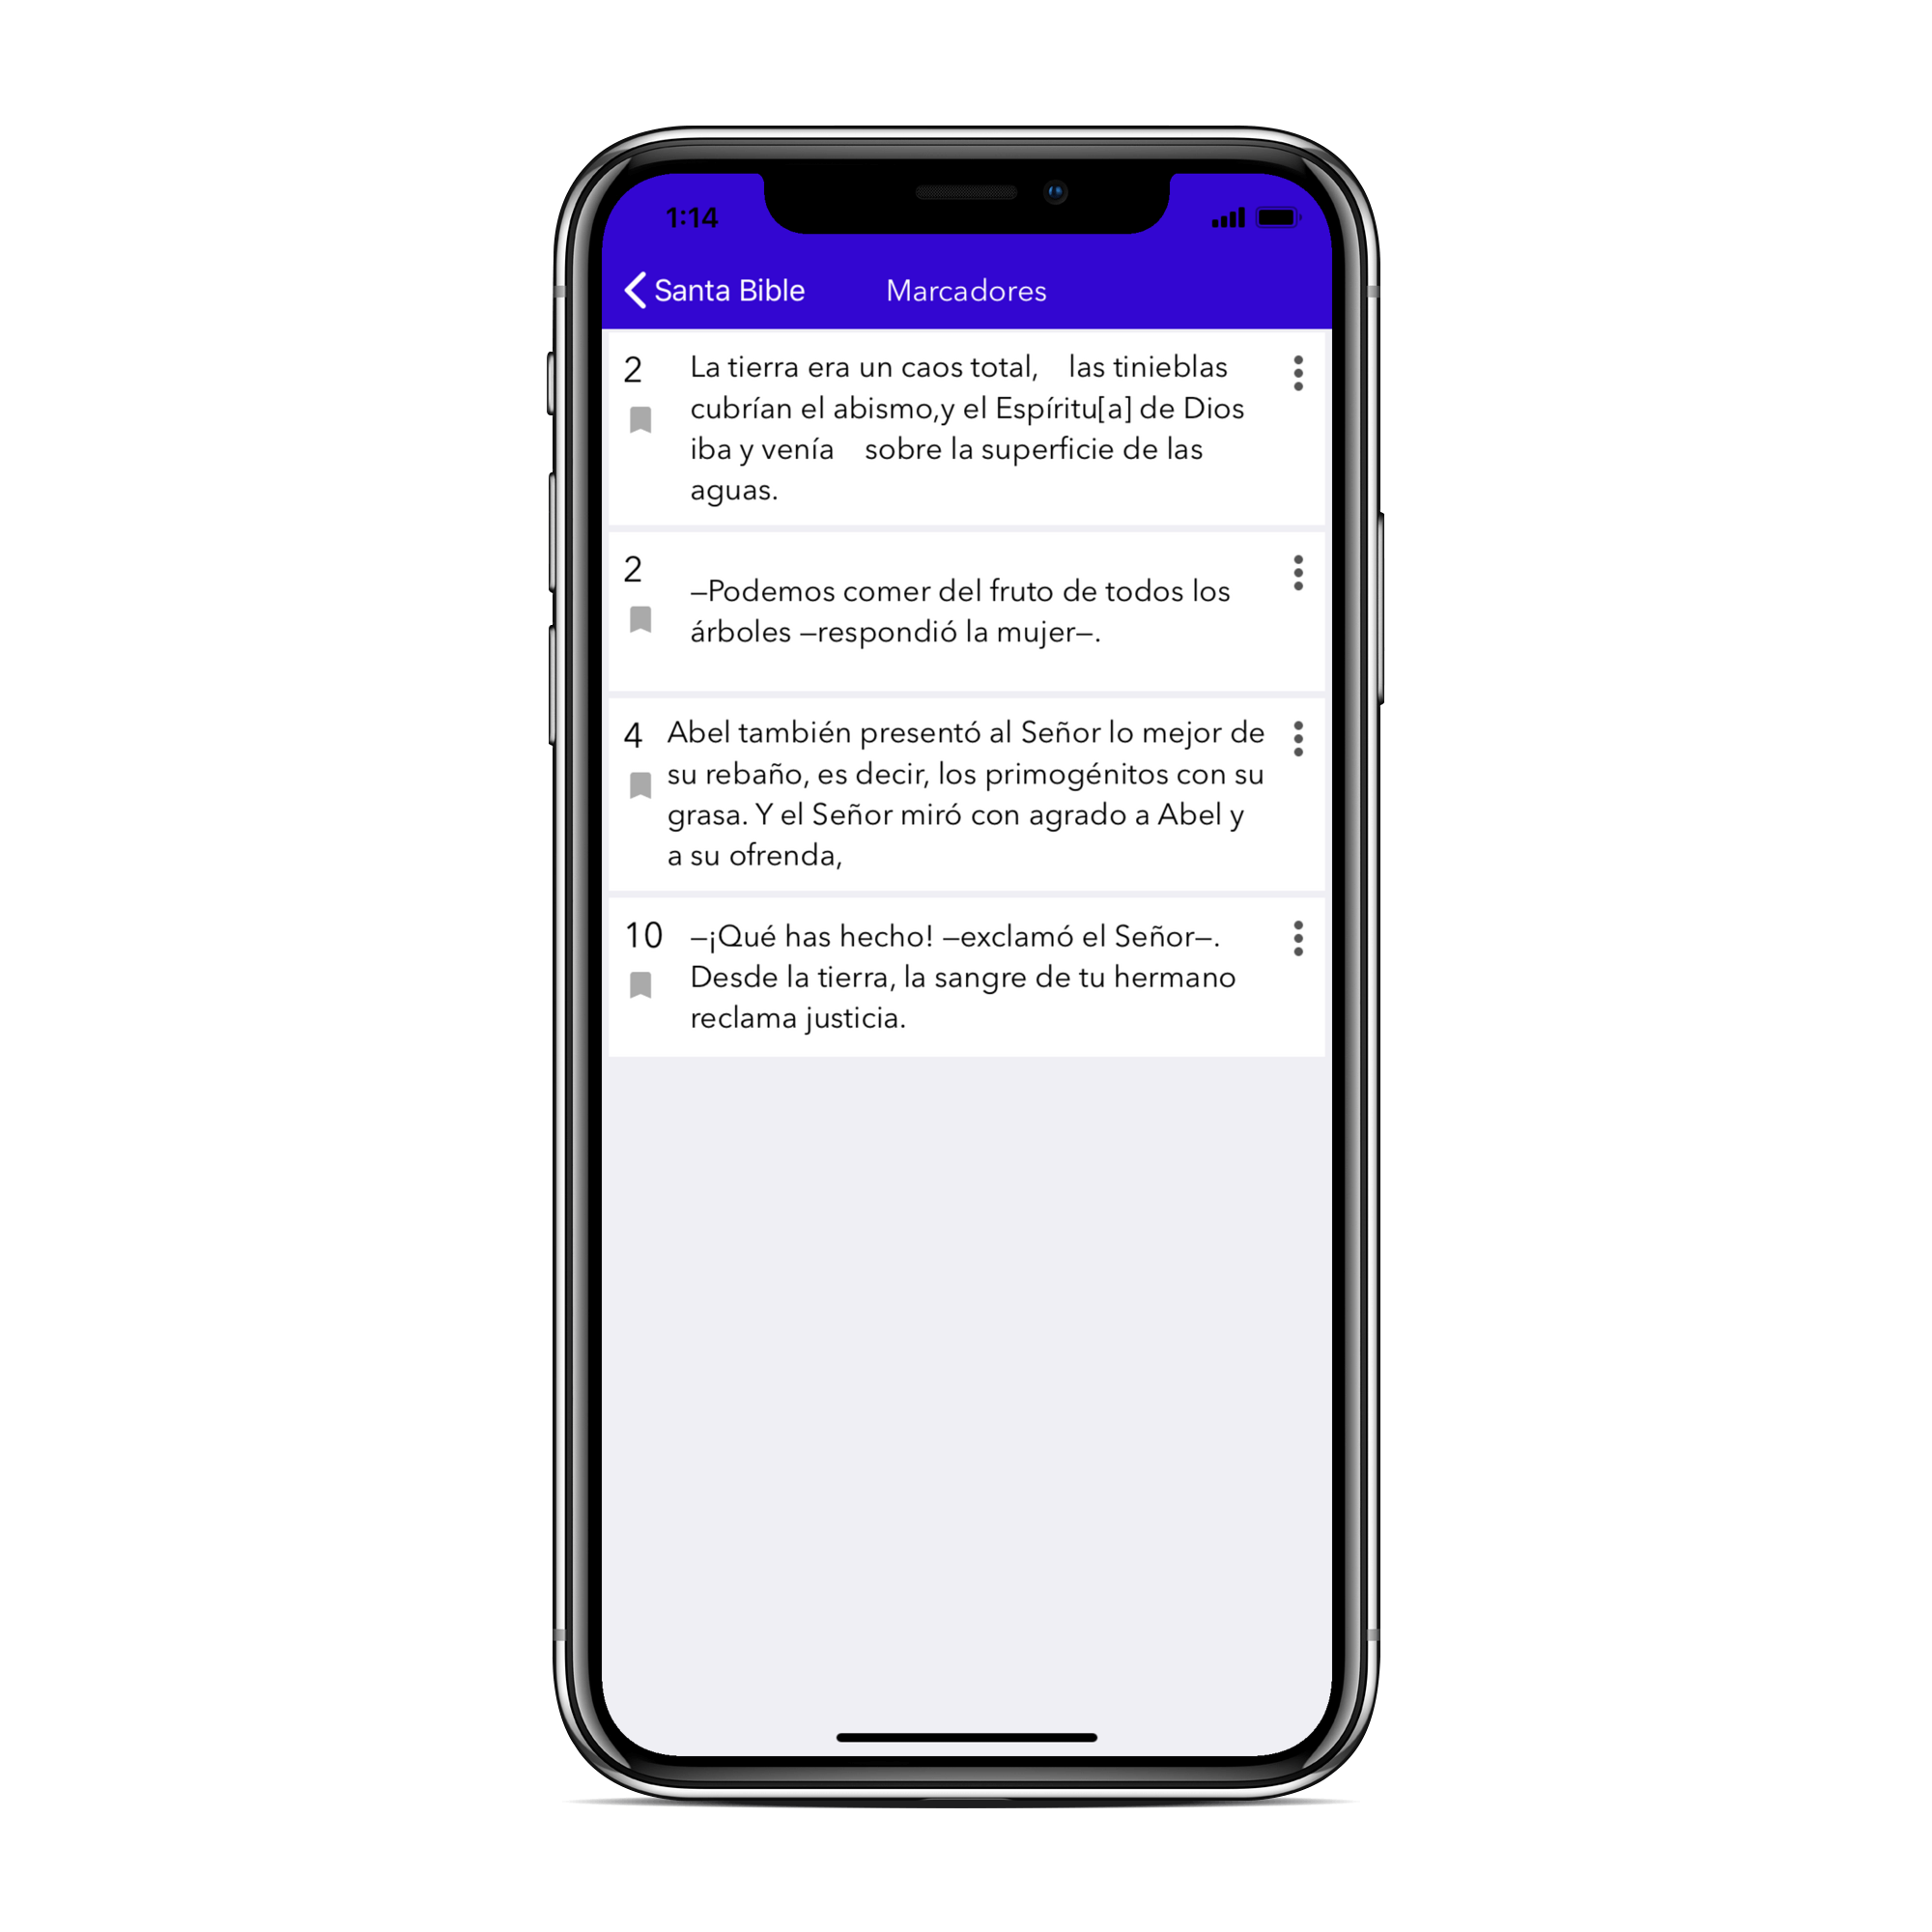 1:14
Santa Bible Marcadores
2 La tierra era un caos total, las tinieblas
cubrían el abismo,y el Espíritu[a] de Dios
iba y venía sobre la superficie de las
aguas.
2
—Podemos comer del fruto de todos los
árboles —respondió la mujer—.
4 Abel también presentó al Señor lo mejor de
su rebaño, es decir, los primogénitos con su
grasa. Y el Señor miró con agrado a Abel y
a su ofrenda,
10 —¡Qué has hecho! —exclamó el Señor—.
Desde la tierra, la sangre de tu hermano
reclama justicia.